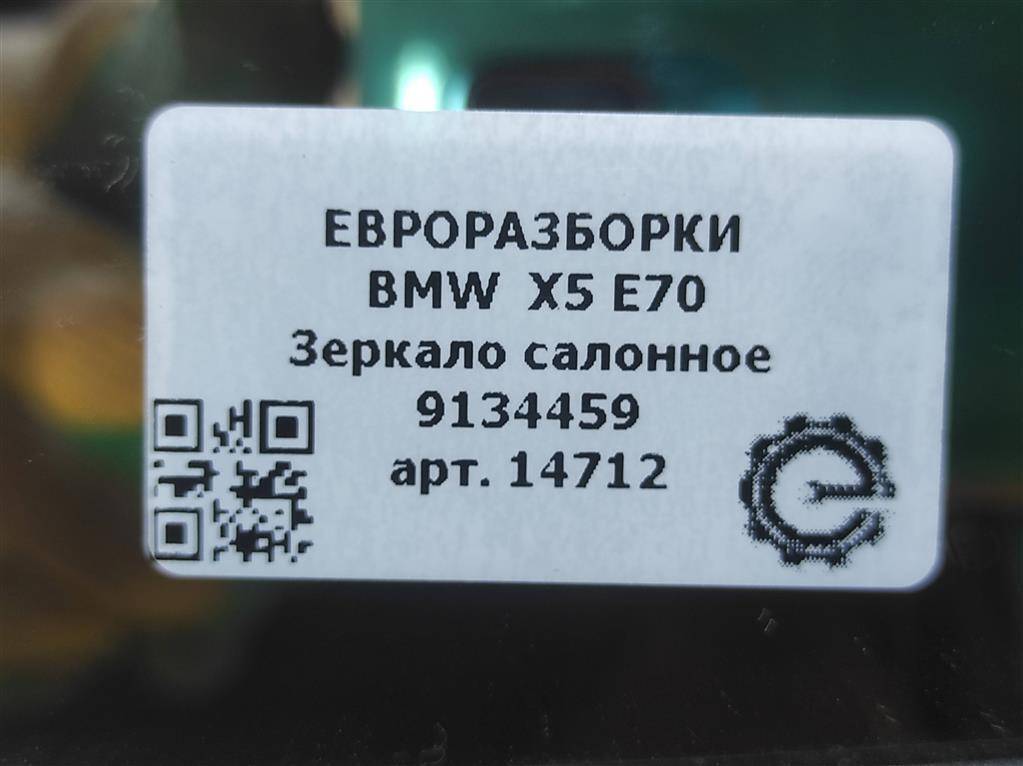 ЕВРОРАЗБОРКИ
BMW X5 E70
Зеркало салонное
9134459
арт. 14712